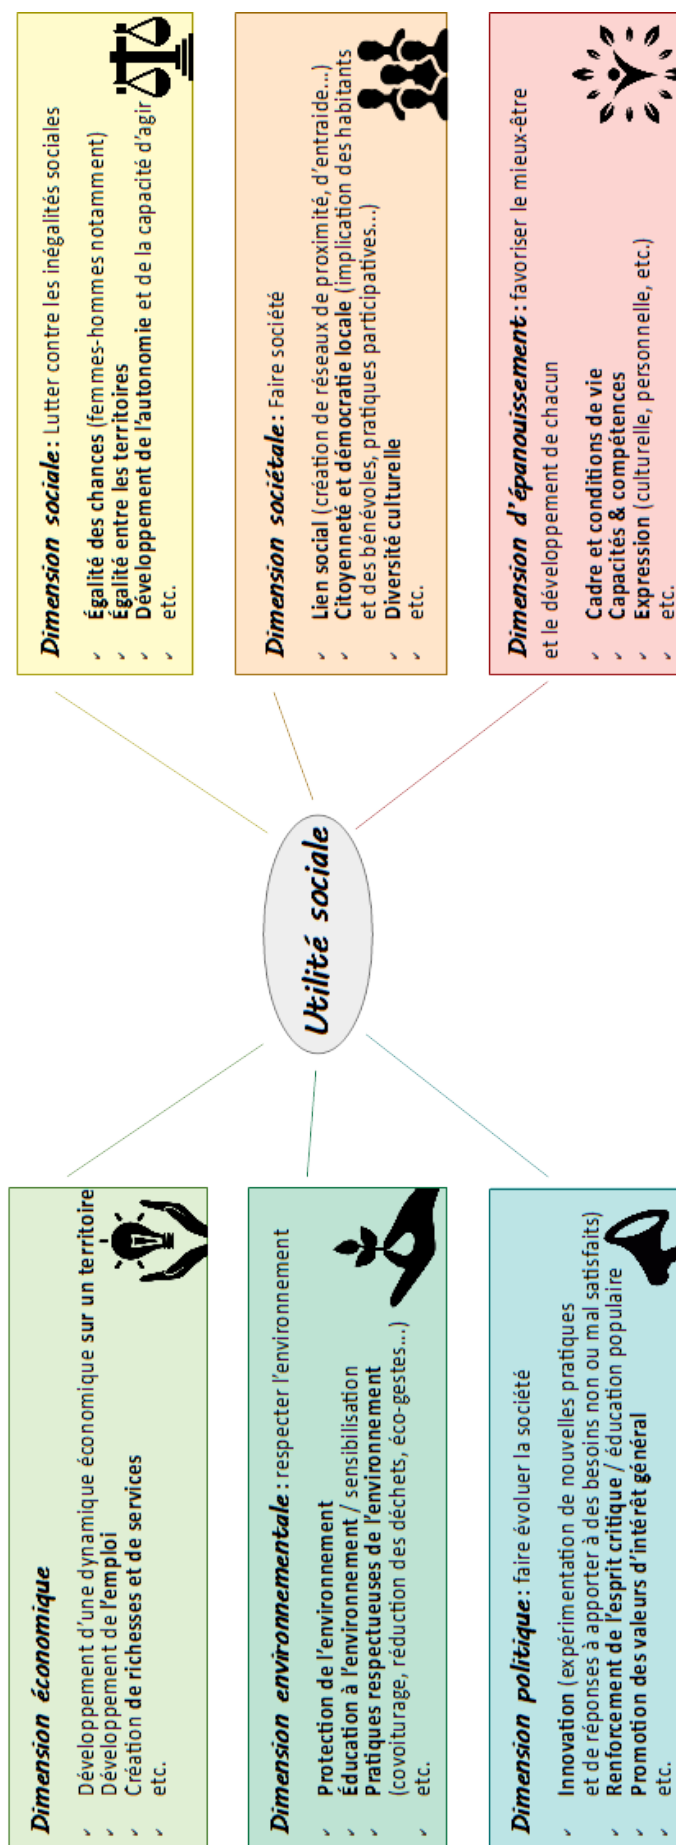 Dimension économique
✓ Développement d'une dynamique économique sur un territoire
✓ Développement de l'emploi
✓ Création de richesses et de services
✓ etc.
Dimension sociale : Lutter contre les inégalités sociales
✓ Égalité des chances (femmes-hommes notamment)
✓ Égalité entre les territoires
✓ Développement de l'autonomie et de la capacité d'agir
✓ etc.
Dimension environnementale : respecter l'environnement
✓ Protection de l'environnement
✓ Éducation à l'environnement / sensibilisation
✓ Pratiques respectueuses de l'environnement
(covoiturage, réduction des déchets, éco-gestes...)
✓ etc.
Utilité sociale
Dimension sociétale : Faire société
✓ Lien social (création de réseaux de proximité, d'entraide...)
✓ Citoyenneté et démocratie locale (implication des habitants
et des bénévoles, pratiques participatives...)
✓ Diversité culturelle
✓ etc.
Dimension politique : faire évoluer la société
✓ Innovation (expérimentation de nouvelles pratiques
et de réponses à apporter à des besoins non ou mal satisfaits)
✓ Renforcement de l'esprit critique / éducation populaire
✓ Promotion des valeurs d'intérêt général
✓ etc.
Dimension d'épanouissement : favoriser le mieux-être
et le développement de chacun
✓ Cadre et conditions de vie
✓ Capacités & compétences
✓ Expression (culturelle, personnelle, etc.)
✓ etc.